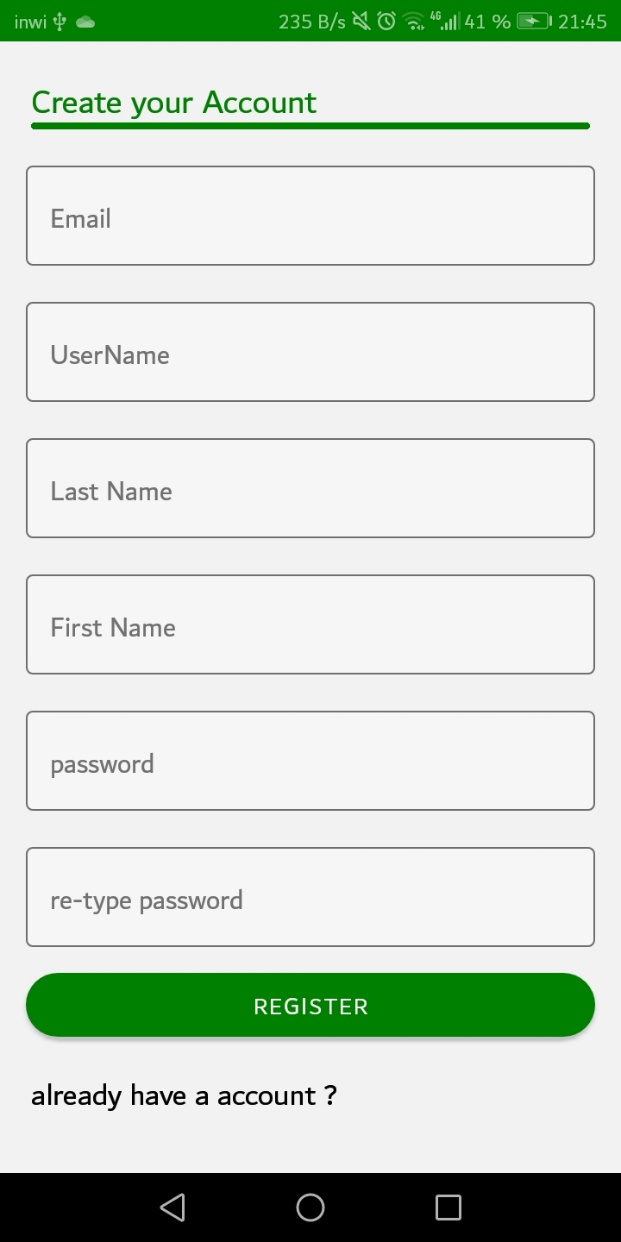 inwi 235 B/s 4G 41 % 21:45
Create your Account
Email
UserName
Last Name
First Name
password
re-type password
REGISTER
already have a account ?